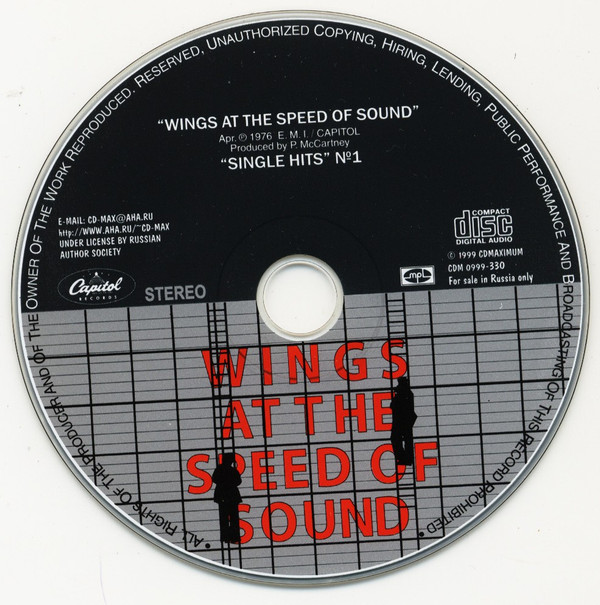 • All Rights Of The Producer And Of The Owner Of The Work Reproduced. Reserved, Unauthorized Copying, Hiring, Lending, Public Performance And Broadcasting Of This Record Prohibited •
“WINGS AT THE SPEED OF SOUND”
Apr. ℗ 1976 E. M. I. / CAPITOL
Produced by P. McCartney
“SINGLE HITS” №1
E-MAIL: CD-MAX@AHA.RU
http://WWW.AHA.RU/~CD-MAX
UNDER LICENSE BY RUSSIAN
AUTHOR SOCIETY
COMPACT
disc
DIGITAL AUDIO
© 1999 CDMAXIMUM
CDM 0999-330
For sale in Russia only
mpl
Capitol
RECORDS
STEREO
WINGS
AT THE
SPEED OF
SOUND